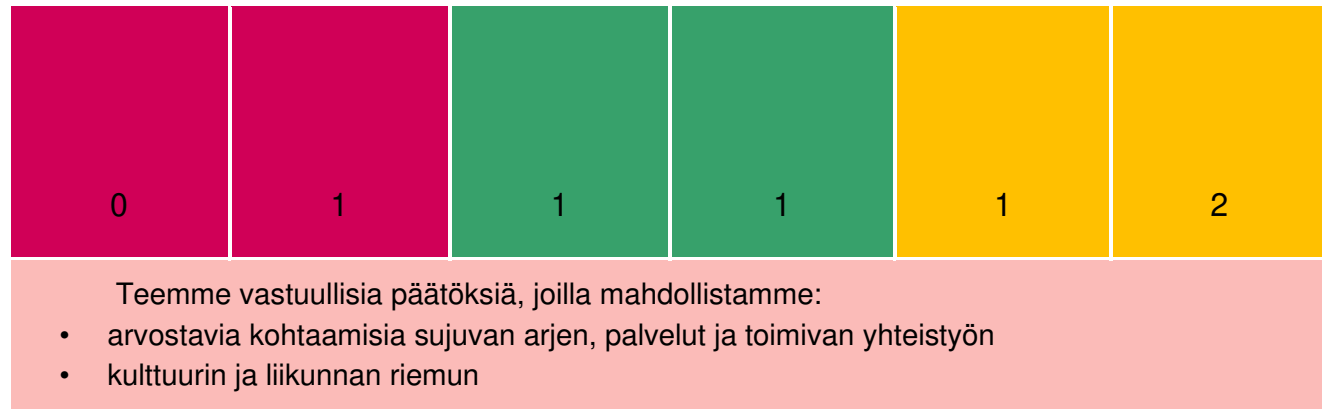 0 1 1 1 1 2
Teemme vastuullisia päätöksiä, joilla mahdollistamme:
• arvostavia kohtaamisia sujuvan arjen, palvelut ja toimivan yhteistyön
• kulttuurin ja liikunnan riemun